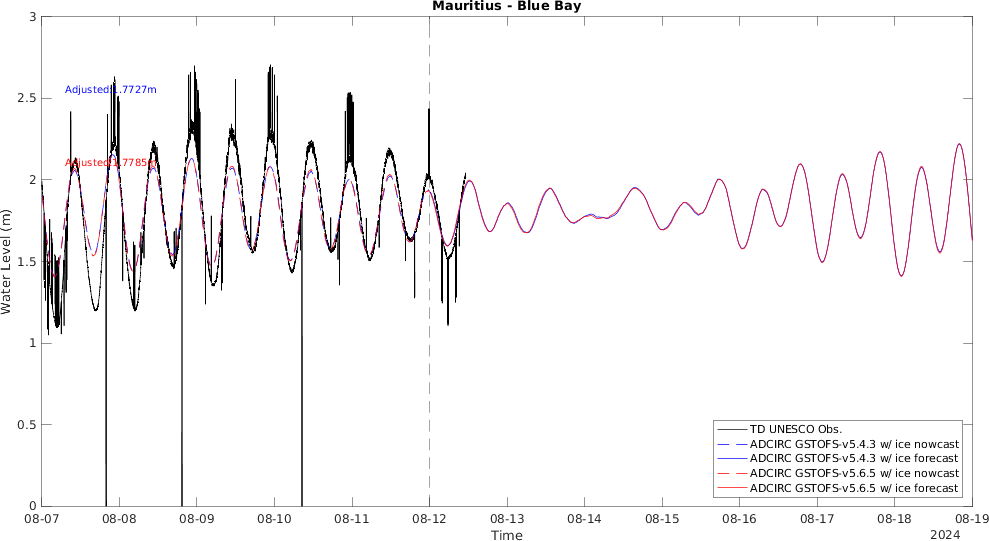 Mauritius - Blue Bay
3
2.5
2
1.5
1
0.5
0
Water Level (m)
Adjusted:1.7727m
Adjusted:1.7785m
TD UNESCO Obs.
ADCIRC GSTOFS-v5.4.3 w/ ice nowcast
ADCIRC GSTOFS-v5.4.3 w/ ice forecast
ADCIRC GSTOFS-v5.6.5 w/ ice nowcast
ADCIRC GSTOFS-v5.6.5 w/ ice forecast
08-07 08-08 08-09 08-10 08-11 08-12 08-13 08-14 08-15 08-16 08-17 08-18 08-19
Time 2024